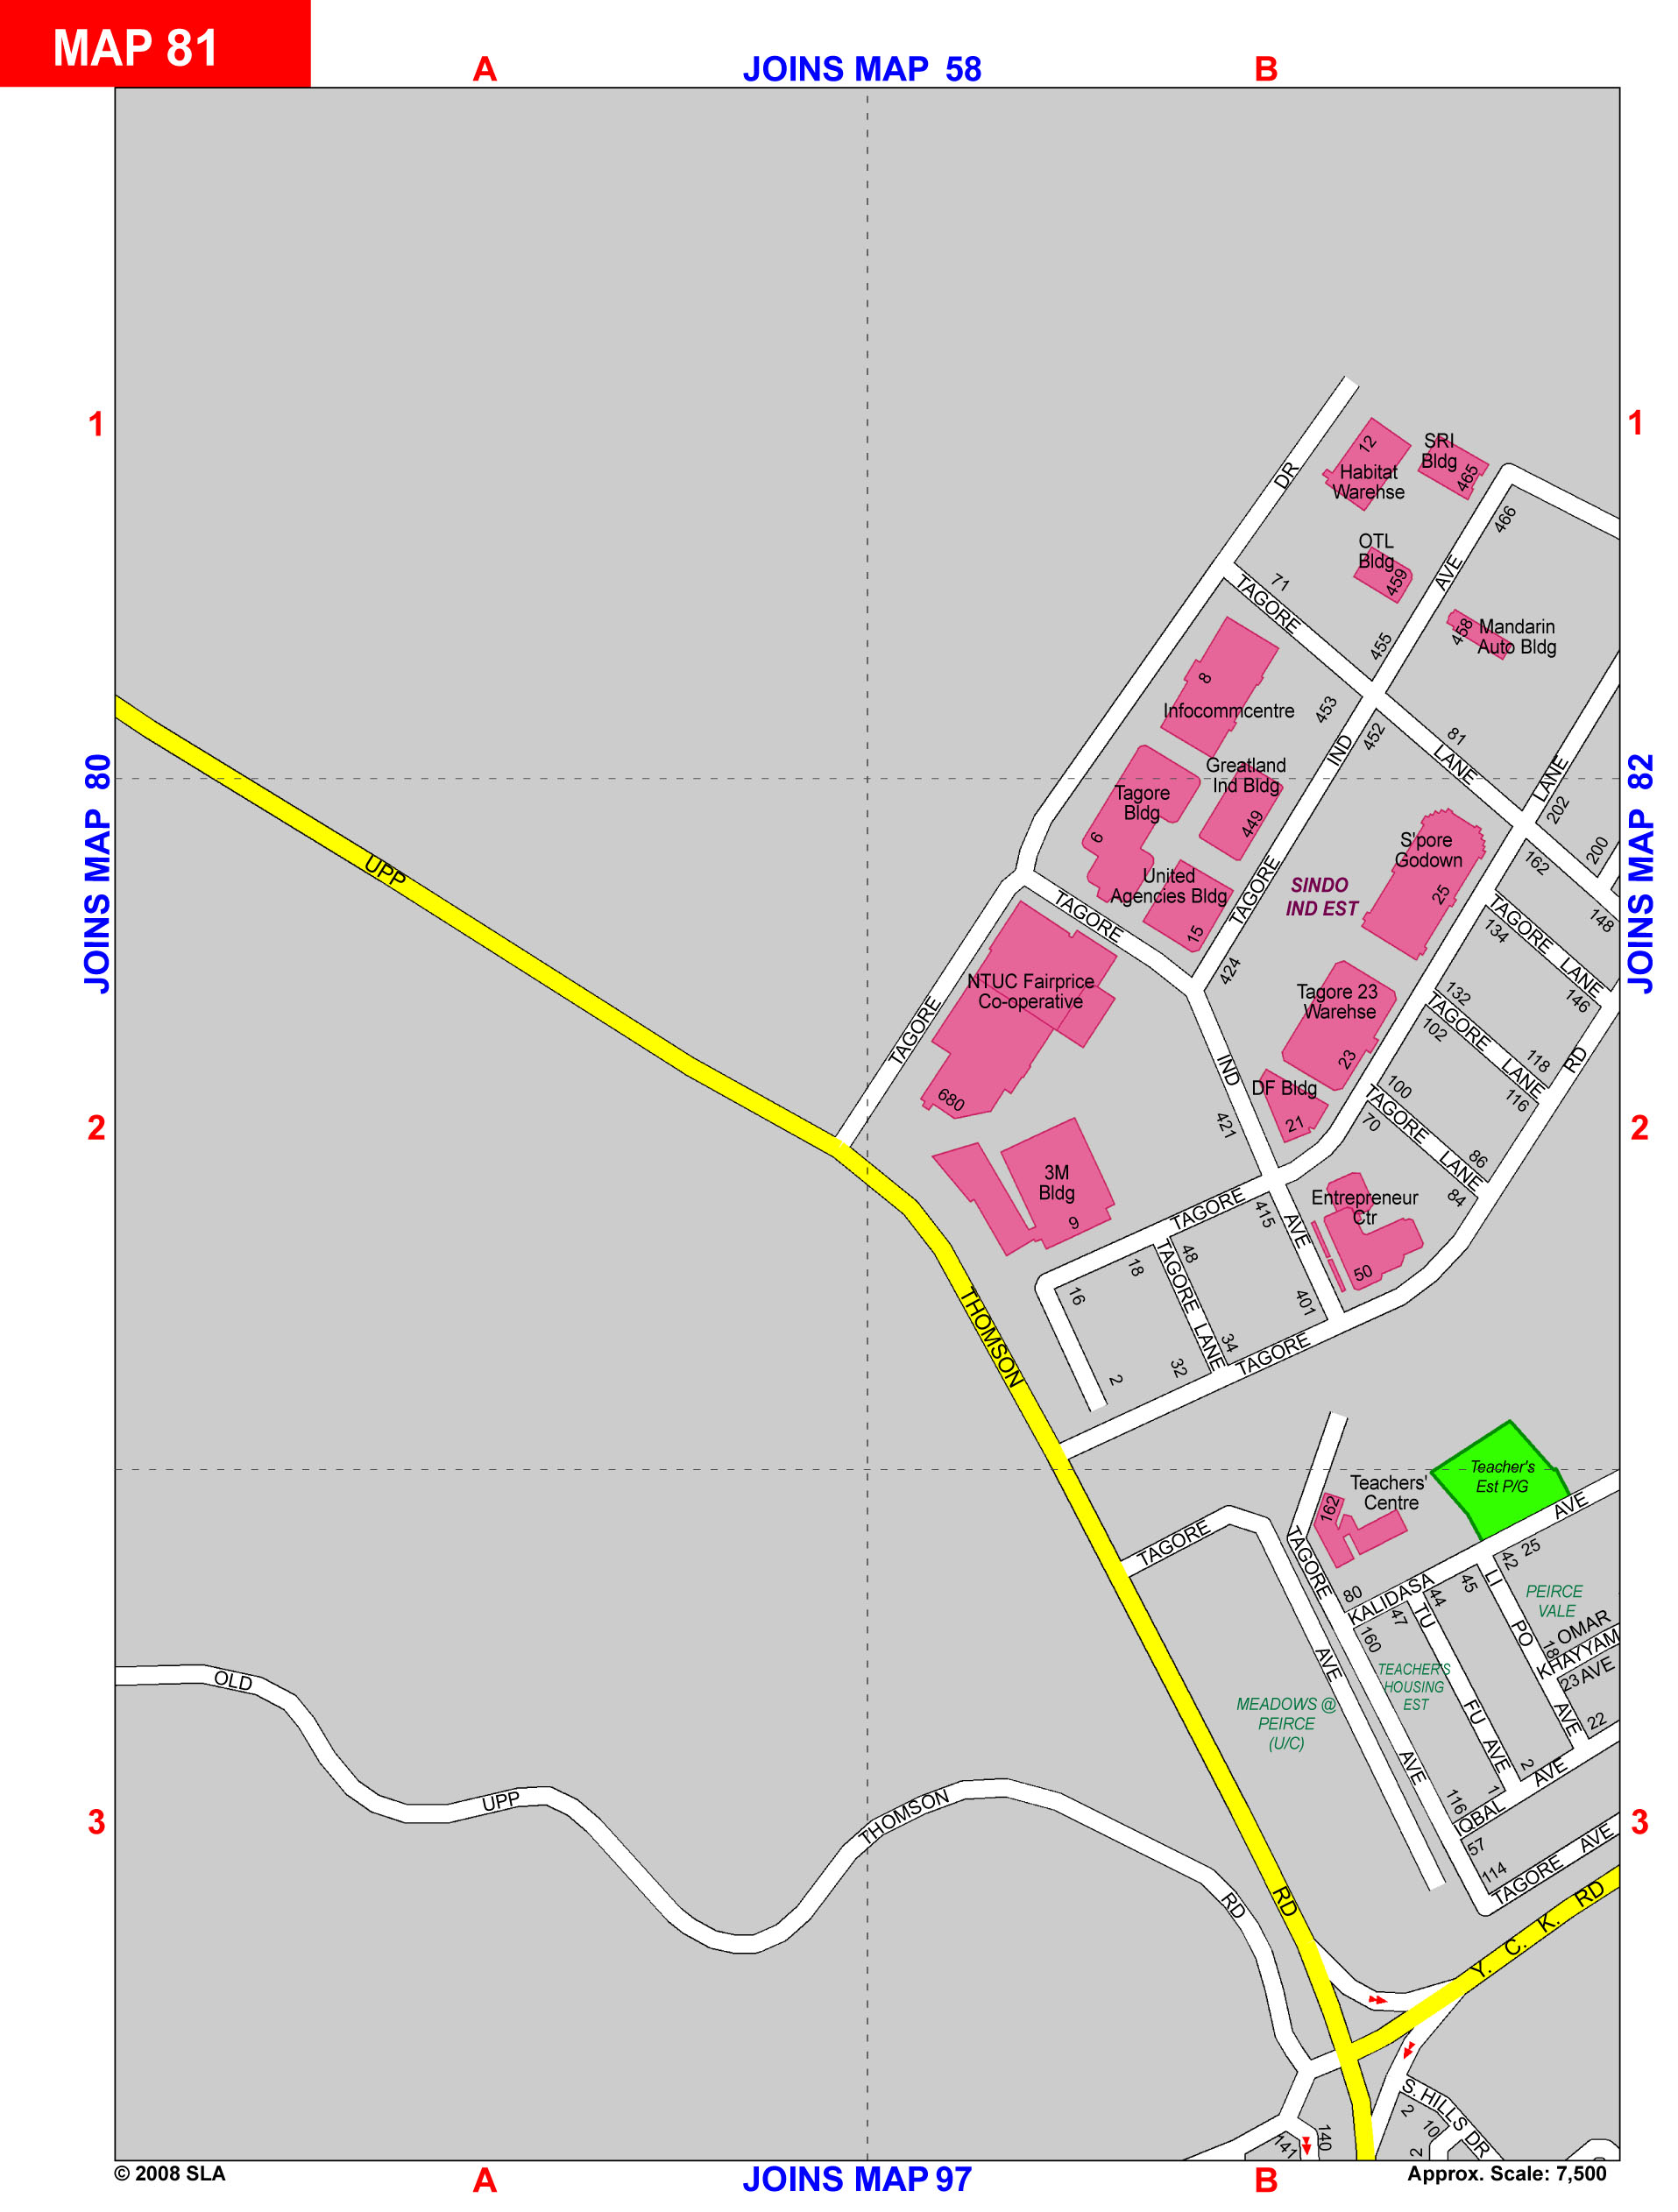 MAP 81
A
JOINS MAP 58
B
1
1
DR
12
Habitat
Warehse
SRI
Bldg
465
466
OTL
Bldg
459
AVE
71
TAGORE
455
458
Mandarin
Auto Bldg
8
Infocommcentre
453
452
IND
81
LANE
LANE
202
JOINS MAP 80
JOINS MAP 82
UPP
Greatland
Ind Bldg
449
Tagore
Bldg
6
S'pore
Godown
25
200
162
148
United
Agencies Bldg
15
TAGORE
SINDO
IND EST
TAGORE
TAGORE LANE
134
146
424
NTUC Fairprice
Co-operative
680
TAGORE
Tagore 23
Warehse
23
132
TAGORE LANE
102
118
116
RD
IND
DF Bldg
21
421
100
TAGORE LANE
70
86
84
2
2
3M
Bldg
9
TAGORE
415
AVE
Entrepreneur
Ctr
50
18
48
16
TAGORE LANE
401
34
32
2
TAGORE
THOMSON
Teacher's
Est P/G
Teachers'
Centre
162
AVE
TAGORE
TAGORE
80
KALIDASA
42
25
LI
45
44
47
TU
160
PEIRCE
VALE
PO
OMAR
18
KHAYYAM
23
AVE
AVE
TEACHER'S
HOUSING
EST
MEADOWS @
PEIRCE
(U/C)
OLD
FU AVE
AVE
22
2
AVE
AVE
1
116
IQBAL
57
114
TAGORE AVE
UPP
THOMSON
3
3
RD
RD
Y. C. K. RD
S. HILLS DR
2
10
2
141
140
© 2008 SLA
A
JOINS MAP 97
B
Approx. Scale: 7,500